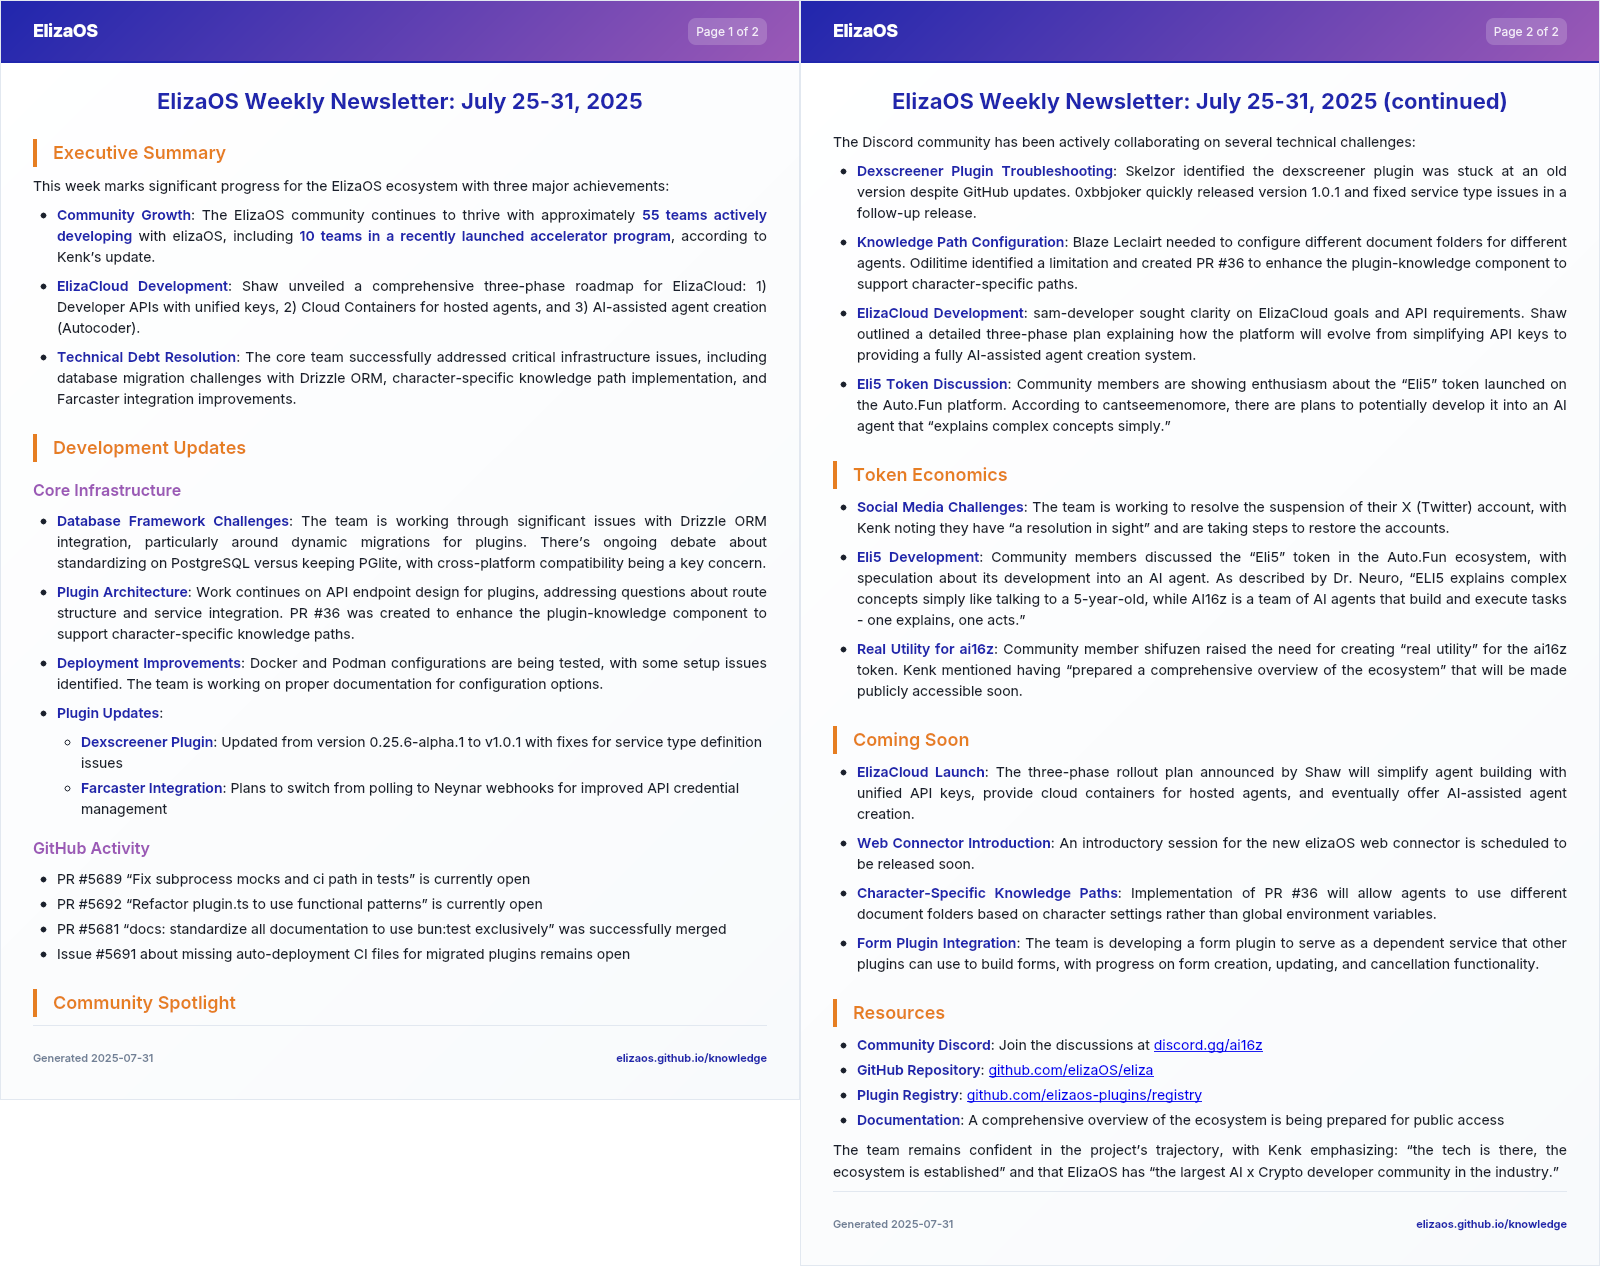 ElizaOS
Page 1 of 2
ElizaOS Weekly Newsletter: July 25-31, 2025
Executive Summary
This week marks significant progress for the ElizaOS ecosystem with three major achievements:
• Community Growth: The ElizaOS community continues to thrive with approximately 55 teams actively
developing with elizaOS, including 10 teams in a recently launched accelerator program, according to
Kenk’s update.
• ElizaCloud Development: Shaw unveiled a comprehensive three-phase roadmap for ElizaCloud: 1)
Developer APIs with unified keys, 2) Cloud Containers for hosted agents, and 3) AI-assisted agent creation
(Autocoder).
• Technical Debt Resolution: The core team successfully addressed critical infrastructure issues, including
database migration challenges with Drizzle ORM, character-specific knowledge path implementation, and
Farcaster integration improvements.
Development Updates
Core Infrastructure
• Database Framework Challenges: The team is working through significant issues with Drizzle ORM
integration, particularly around dynamic migrations for plugins. There’s ongoing debate about
standardizing on PostgreSQL versus keeping PGlite, with cross-platform compatibility being a key concern.
• Plugin Architecture: Work continues on API endpoint design for plugins, addressing questions about route
structure and service integration. PR #36 was created to enhance the plugin-knowledge component to
support character-specific knowledge paths.
• Deployment Improvements: Docker and Podman configurations are being tested, with some setup issues
identified. The team is working on proper documentation for configuration options.
• Plugin Updates:
◦ Dexscreener Plugin: Updated from version 0.25.6-alpha.1 to v1.0.1 with fixes for service type definition
issues
◦ Farcaster Integration: Plans to switch from polling to Neynar webhooks for improved API credential
management
GitHub Activity
• PR #5689 “Fix subprocess mocks and ci path in tests” is currently open
• PR #5692 “Refactor plugin.ts to use functional patterns” is currently open
• PR #5681 “docs: standardize all documentation to use bun:test exclusively” was successfully merged
• Issue #5691 about missing auto-deployment CI files for migrated plugins remains open
Community Spotlight
Generated 2025-07-31
elizaos.github.io/knowledge
ElizaOS
Page 2 of 2
ElizaOS Weekly Newsletter: July 25-31, 2025 (continued)
The Discord community has been actively collaborating on several technical challenges:
• Dexscreener Plugin Troubleshooting: Skelzor identified the dexscreener plugin was stuck at an old
version despite GitHub updates. 0xbbjoker quickly released version 1.0.1 and fixed service type issues in a
follow-up release.
• Knowledge Path Configuration: Blaze Leclairt needed to configure different document folders for different
agents. Odilitime identified a limitation and created PR #36 to enhance the plugin-knowledge component to
support character-specific paths.
• ElizaCloud Development: sam-developer sought clarity on ElizaCloud goals and API requirements. Shaw
outlined a detailed three-phase plan explaining how the platform will evolve from simplifying API keys to
providing a fully AI-assisted agent creation system.
• Eli5 Token Discussion: Community members are showing enthusiasm about the “Eli5” token launched on
the Auto.Fun platform. According to cantseemenomore, there are plans to potentially develop it into an AI
agent that “explains complex concepts simply.”
Token Economics
• Social Media Challenges: The team is working to resolve the suspension of their X (Twitter) account, with
Kenk noting they have “a resolution in sight” and are taking steps to restore the accounts.
• Eli5 Development: Community members discussed the “Eli5” token in the Auto.Fun ecosystem, with
speculation about its development into an AI agent. As described by Dr. Neuro, “ELI5 explains complex
concepts simply like talking to a 5-year-old, while AI16z is a team of AI agents that build and execute tasks
- one explains, one acts.”
• Real Utility for ai16z: Community member shifuzen raised the need for creating “real utility” for the ai16z
token. Kenk mentioned having “prepared a comprehensive overview of the ecosystem” that will be made
publicly accessible soon.
Coming Soon
• ElizaCloud Launch: The three-phase rollout plan announced by Shaw will simplify agent building with
unified API keys, provide cloud containers for hosted agents, and eventually offer AI-assisted agent
creation.
• Web Connector Introduction: An introductory session for the new elizaOS web connector is scheduled to
be released soon.
• Character-Specific Knowledge Paths: Implementation of PR #36 will allow agents to use different
document folders based on character settings rather than global environment variables.
• Form Plugin Integration: The team is developing a form plugin to serve as a dependent service that other
plugins can use to build forms, with progress on form creation, updating, and cancellation functionality.
Resources
• Community Discord: Join the discussions at discord.gg/ai16z
• GitHub Repository: github.com/elizaOS/eliza
• Plugin Registry: github.com/elizaos-plugins/registry
• Documentation: A comprehensive overview of the ecosystem is being prepared for public access
The team remains confident in the project’s trajectory, with Kenk emphasizing: “the tech is there, the
ecosystem is established” and that ElizaOS has “the largest AI x Crypto developer community in the industry.”
Generated 2025-07-31
elizaos.github.io/knowledge